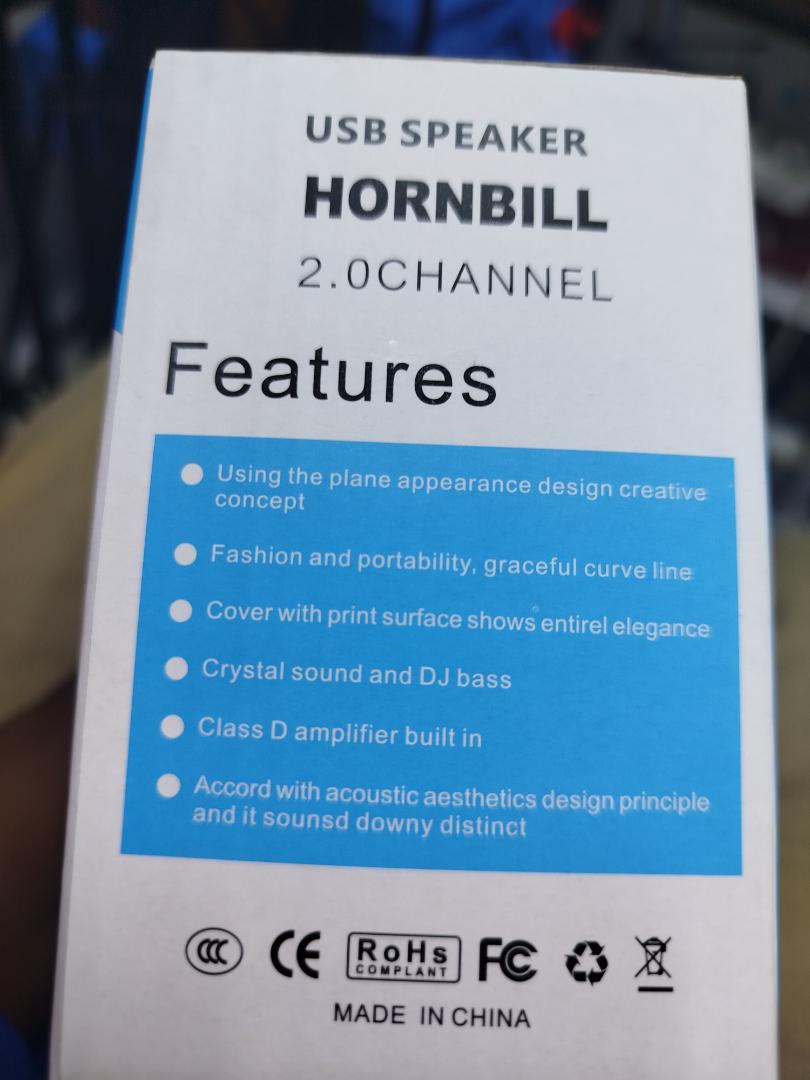 USB SPEAKER
HORNBILL
2.0CHANNEL
Features
Using the plane appearance design creative
concept
Fashion and portability, graceful curve line
Cover with print surface shows entirel elegance
Crystal sound and DJ bass
Class D amplifier built in
Accord with acoustic aesthetics design principle
and it sounsd downy distinct
CCC CE RoHs FC
COMPLANT
MADE IN CHINA